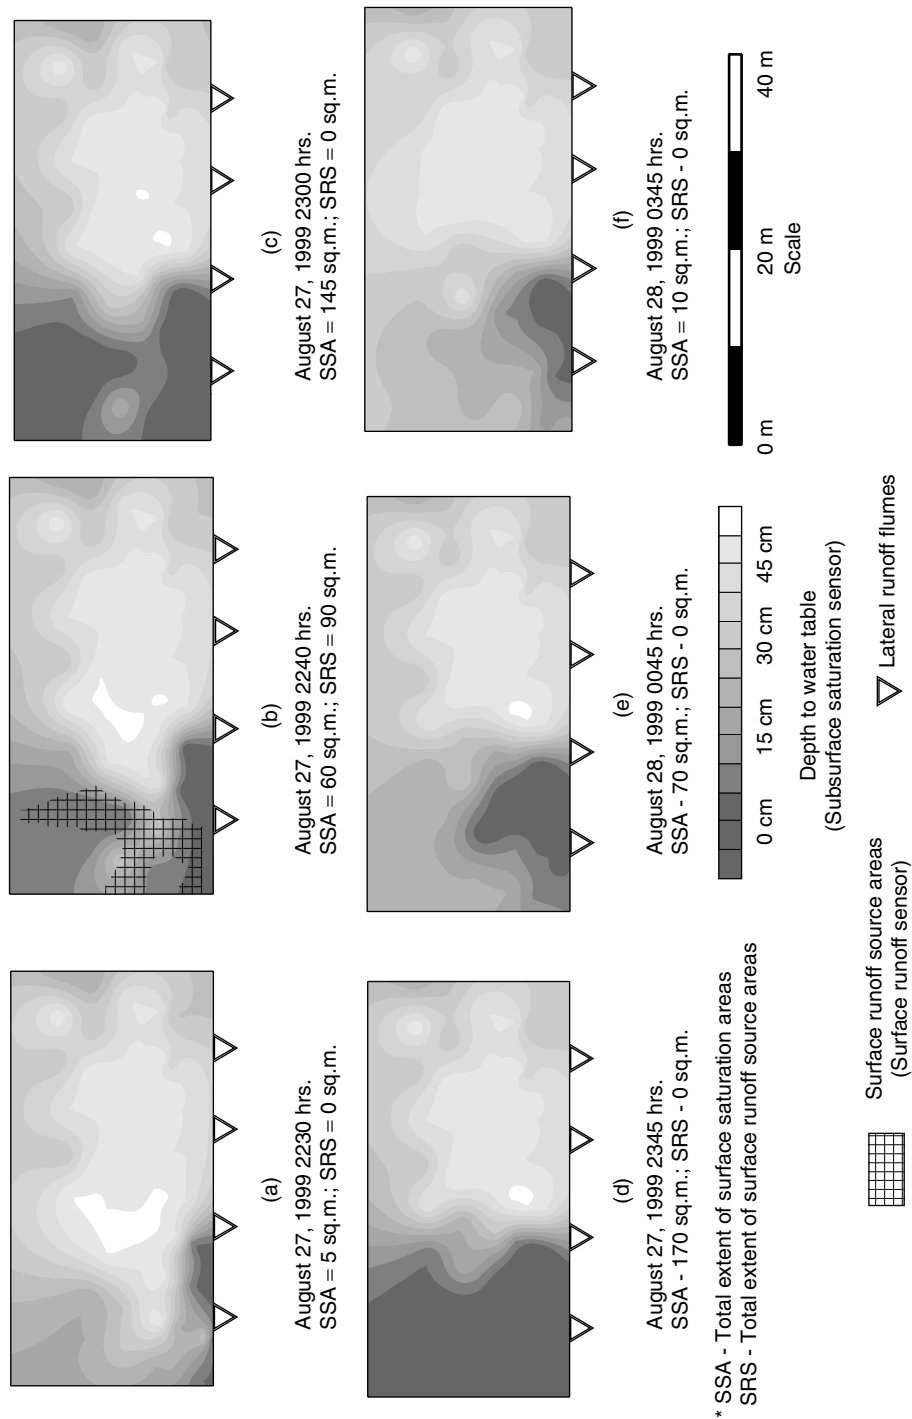 (a)
August 27, 1999 2230 hrs.
SSA = 5 sq.m.; SRS = 0 sq.m.
(b)
August 27, 1999 2240 hrs.
SSA = 60 sq.m.; SRS = 90 sq.m.
(c)
August 27, 1999 2300 hrs.
SSA = 145 sq.m.; SRS = 0 sq.m.
(d)
August 27, 1999 2345 hrs.
SSA - 170 sq.m.; SRS - 0 sq.m.
(e)
August 28, 1999 0045 hrs.
SSA - 70 sq.m.; SRS - 0 sq.m.
(f)
August 28, 1999 0345 hrs.
SSA = 10 sq.m.; SRS - 0 sq.m.
* SSA - Total extent of surface saturation areas
SRS - Total extent of surface runoff source areas
0 cm 15 cm 30 cm 45 cm
Depth to water table
(Subsurface saturation sensor)
0 m 20 m 40 m
Scale
Surface runoff source areas
(Surface runoff sensor)
Lateral runoff flumes